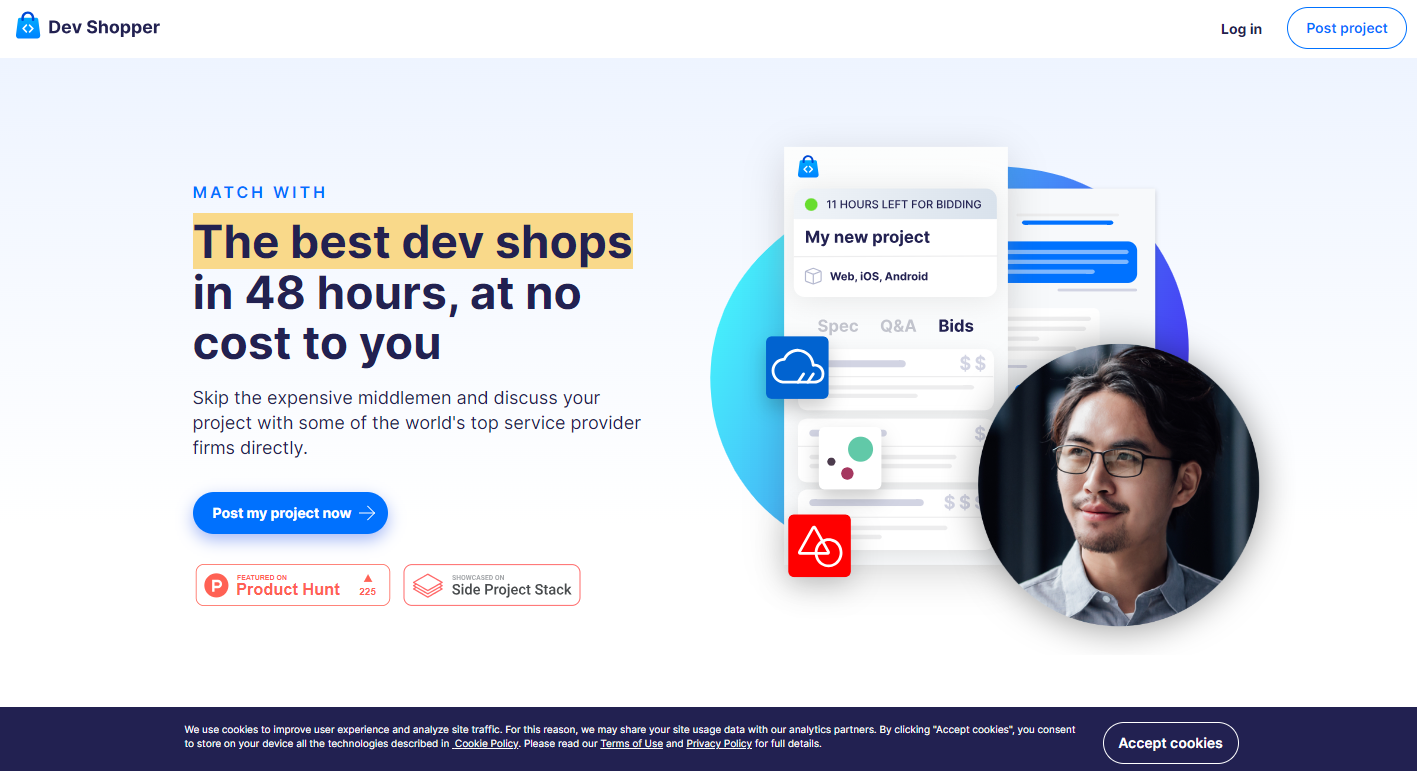 Dev Shopper
Log in
Post project
MATCH WITH
The best dev shops
in 48 hours, at no
cost to you
Skip the expensive middlemen and discuss your
project with some of the world's top service provider
firms directly.
Post my project now
FEATURED ON
Product Hunt
225
SHOWCASED ON
Side Project Stack
11 HOURS LEFT FOR BIDDING
My new project
Web, iOS, Android
Spec Q&A Bids
$$
$
$$$
We use cookies to improve user experience and analyze site traffic. For this reason, we may share your site usage data with our analytics partners. By clicking "Accept cookies", you consent
to store on your device all the technologies described in Cookie Policy. Please read our Terms of Use and Privacy Policy for full details.
Accept cookies